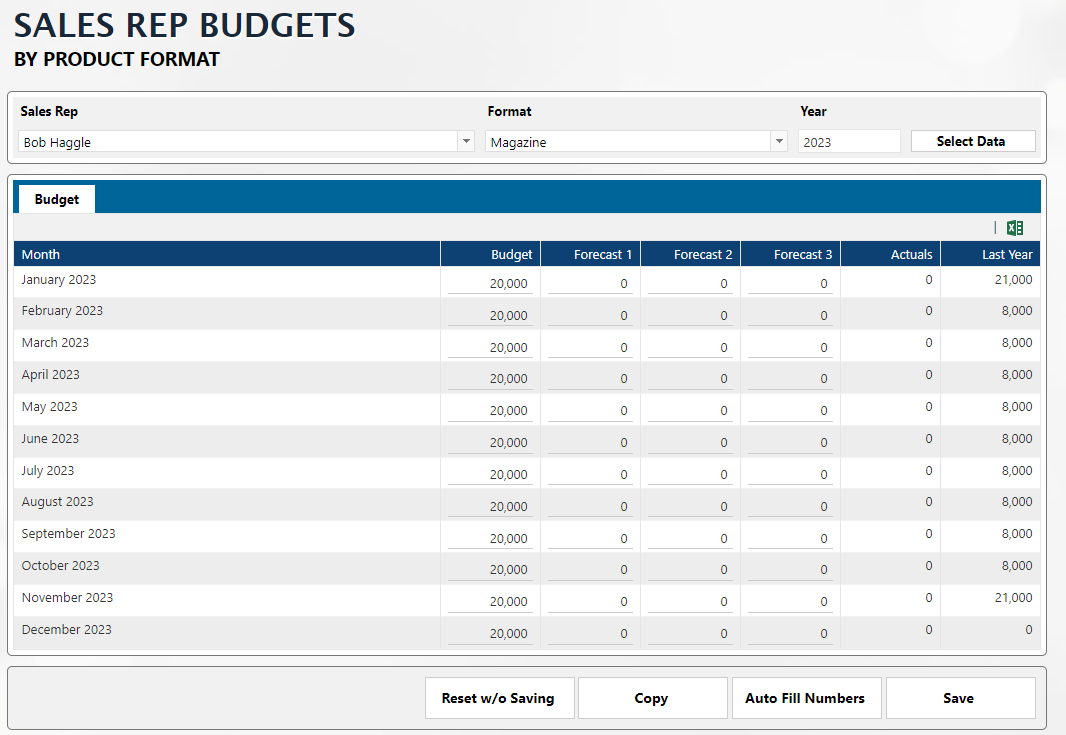 SALES REP BUDGETS
BY PRODUCT FORMAT
Sales Rep Format Year
Bob Haggle Magazine 2023 Select Data
Budget
Month Budget Forecast 1 Forecast 2 Forecast 3 Actuals Last Year
January 2023 20,000 0 0 0 0 21,000
February 2023 20,000 0 0 0 0 8,000
March 2023 20,000 0 0 0 0 8,000
April 2023 20,000 0 0 0 0 8,000
May 2023 20,000 0 0 0 0 8,000
June 2023 20,000 0 0 0 0 8,000
July 2023 20,000 0 0 0 0 8,000
August 2023 20,000 0 0 0 0 8,000
September 2023 20,000 0 0 0 0 8,000
October 2023 20,000 0 0 0 0 8,000
November 2023 20,000 0 0 0 0 21,000
December 2023 20,000 0 0 0 0 0
Reset w/o Saving Copy Auto Fill Numbers Save